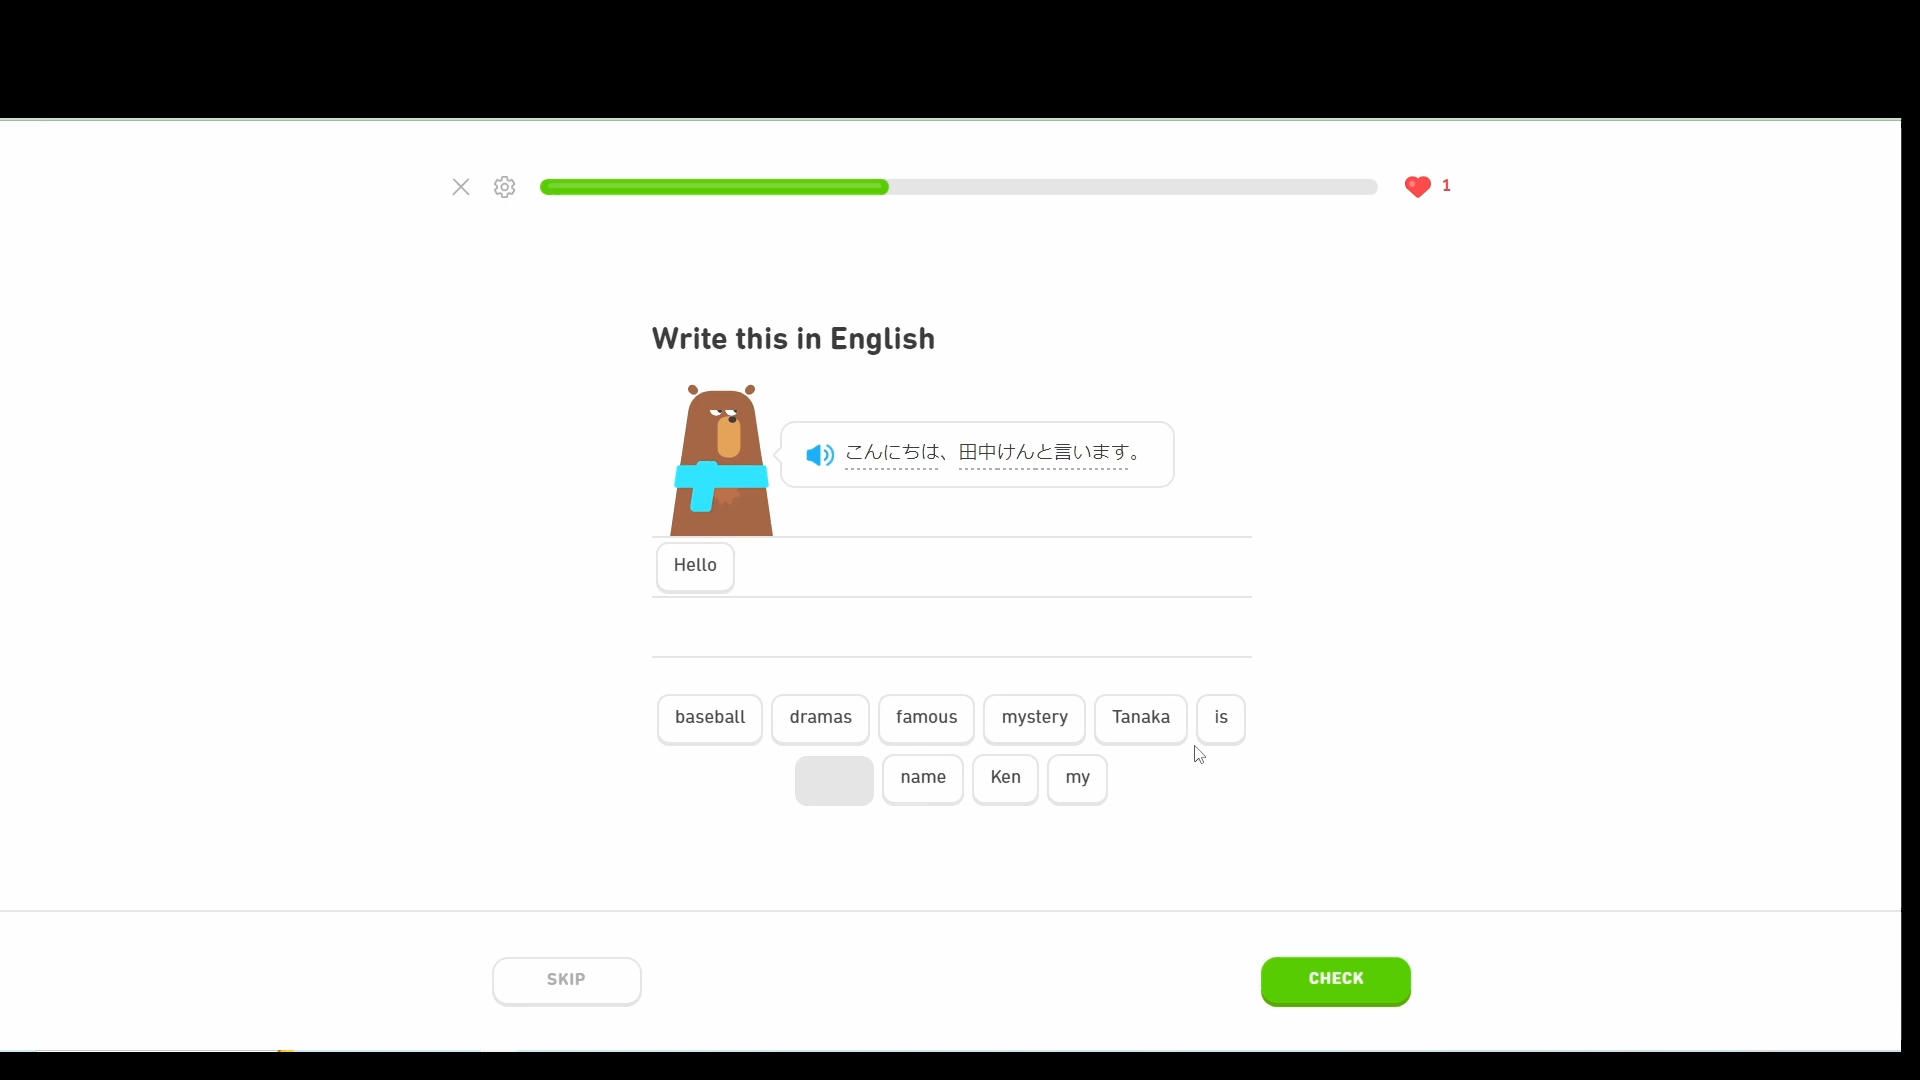 1
Write this in English
こんにちは、田中けんと言います。
Hello
baseball dramas famous mystery Tanaka is
name Ken my
SKIP CHECK